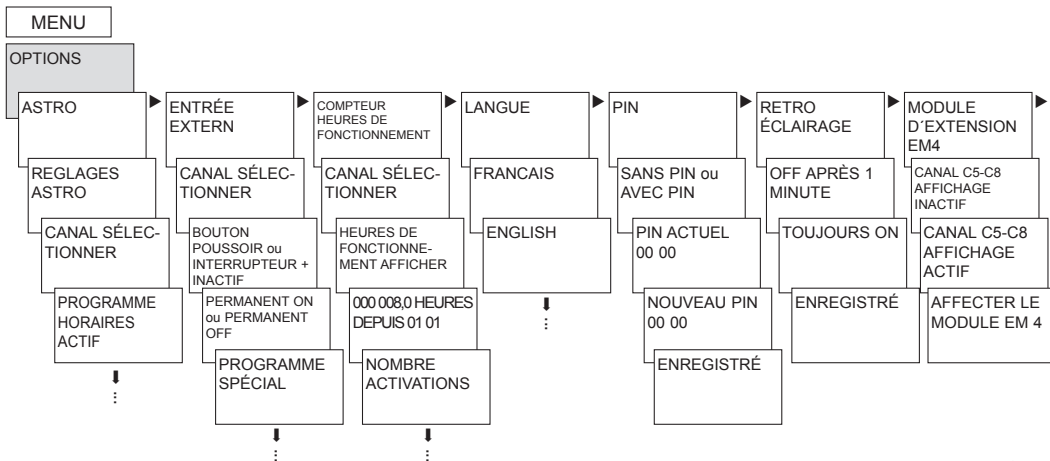 MENU
OPTIONS
ASTRO
REGLAGES
ASTRO
CANAL SÉLEC-
TIONNER
PROGRAMME
HORAIRES
ACTIF
ENTRÉE
EXTERN
CANAL SÉLEC-
TIONNER
BOUTON
POUSSOIR ou
INTERRUPTEUR +
INACTIF
PERMANENT ON
ou PERMANENT
OFF
PROGRAMME
SPÉCIAL
COMPTEUR
HEURES DE
FONCTIONNEMENT
CANAL SÉLEC-
TIONNER
HEURES DE
FONCTIONNE-
MENT AFFICHER
000 008,0 HEURES
DEPUIS 01 01
NOMBRE
ACTIVATIONS
LANGUE
FRANCAIS
ENGLISH
PIN
SANS PIN ou
AVEC PIN
PIN ACTUEL
00 00
NOUVEAU PIN
00 00
ENREGISTRÉ
RETRO
ÉCLAIRAGE
OFF APRÈS 1
MINUTE
TOUJOURS ON
ENREGISTRÉ
MODULE
D´EXTENSION
EM4
CANAL C5-C8
AFFICHAGE
INACTIF
CANAL C5-C8
AFFICHAGE
ACTIF
AFFECTER LE
MODULE EM 4